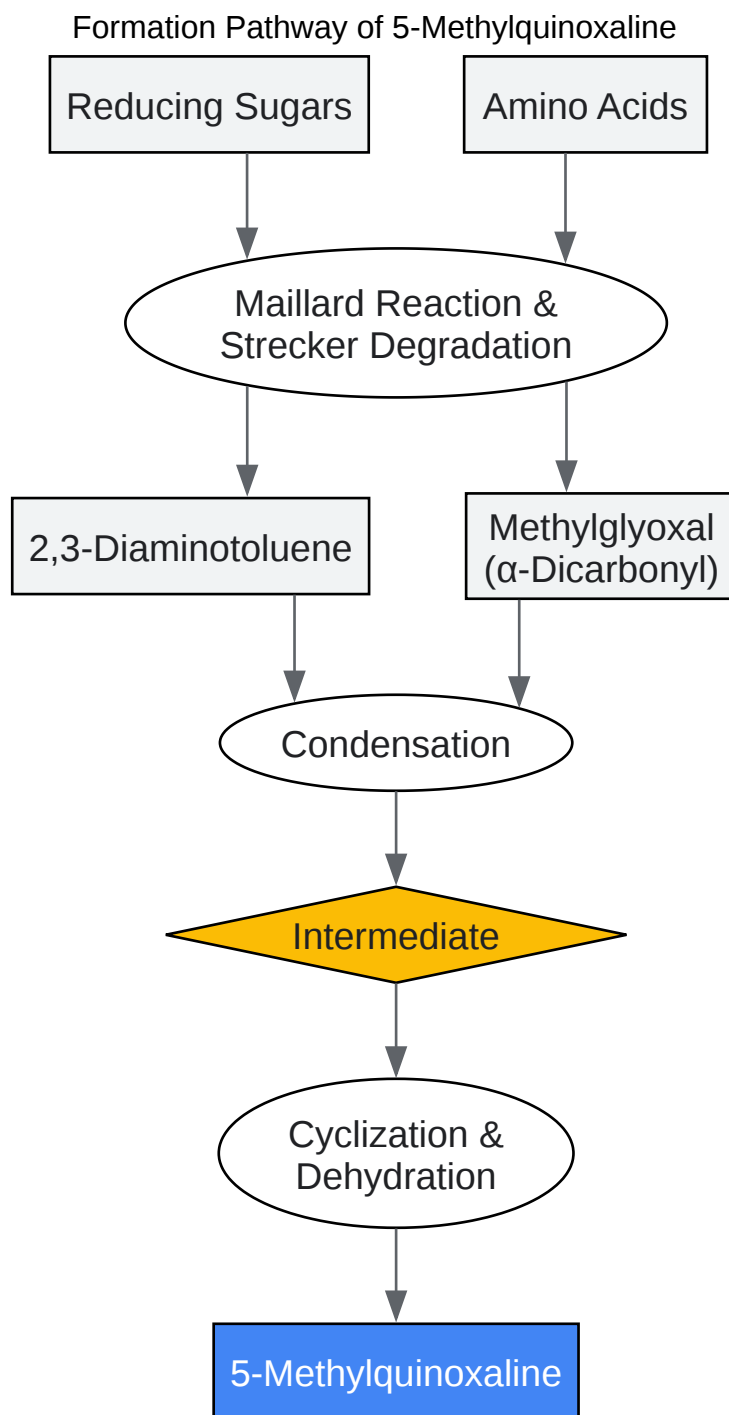 Formation Pathway of 5-Methylquinoxaline
Reducing Sugars
Amino Acids
Maillard Reaction &
Strecker Degradation
2,3-Diaminotoluene
Methylglyoxal
(α-Dicarbonyl)
Condensation
Intermediate
Cyclization &
Dehydration
5-Methylquinoxaline